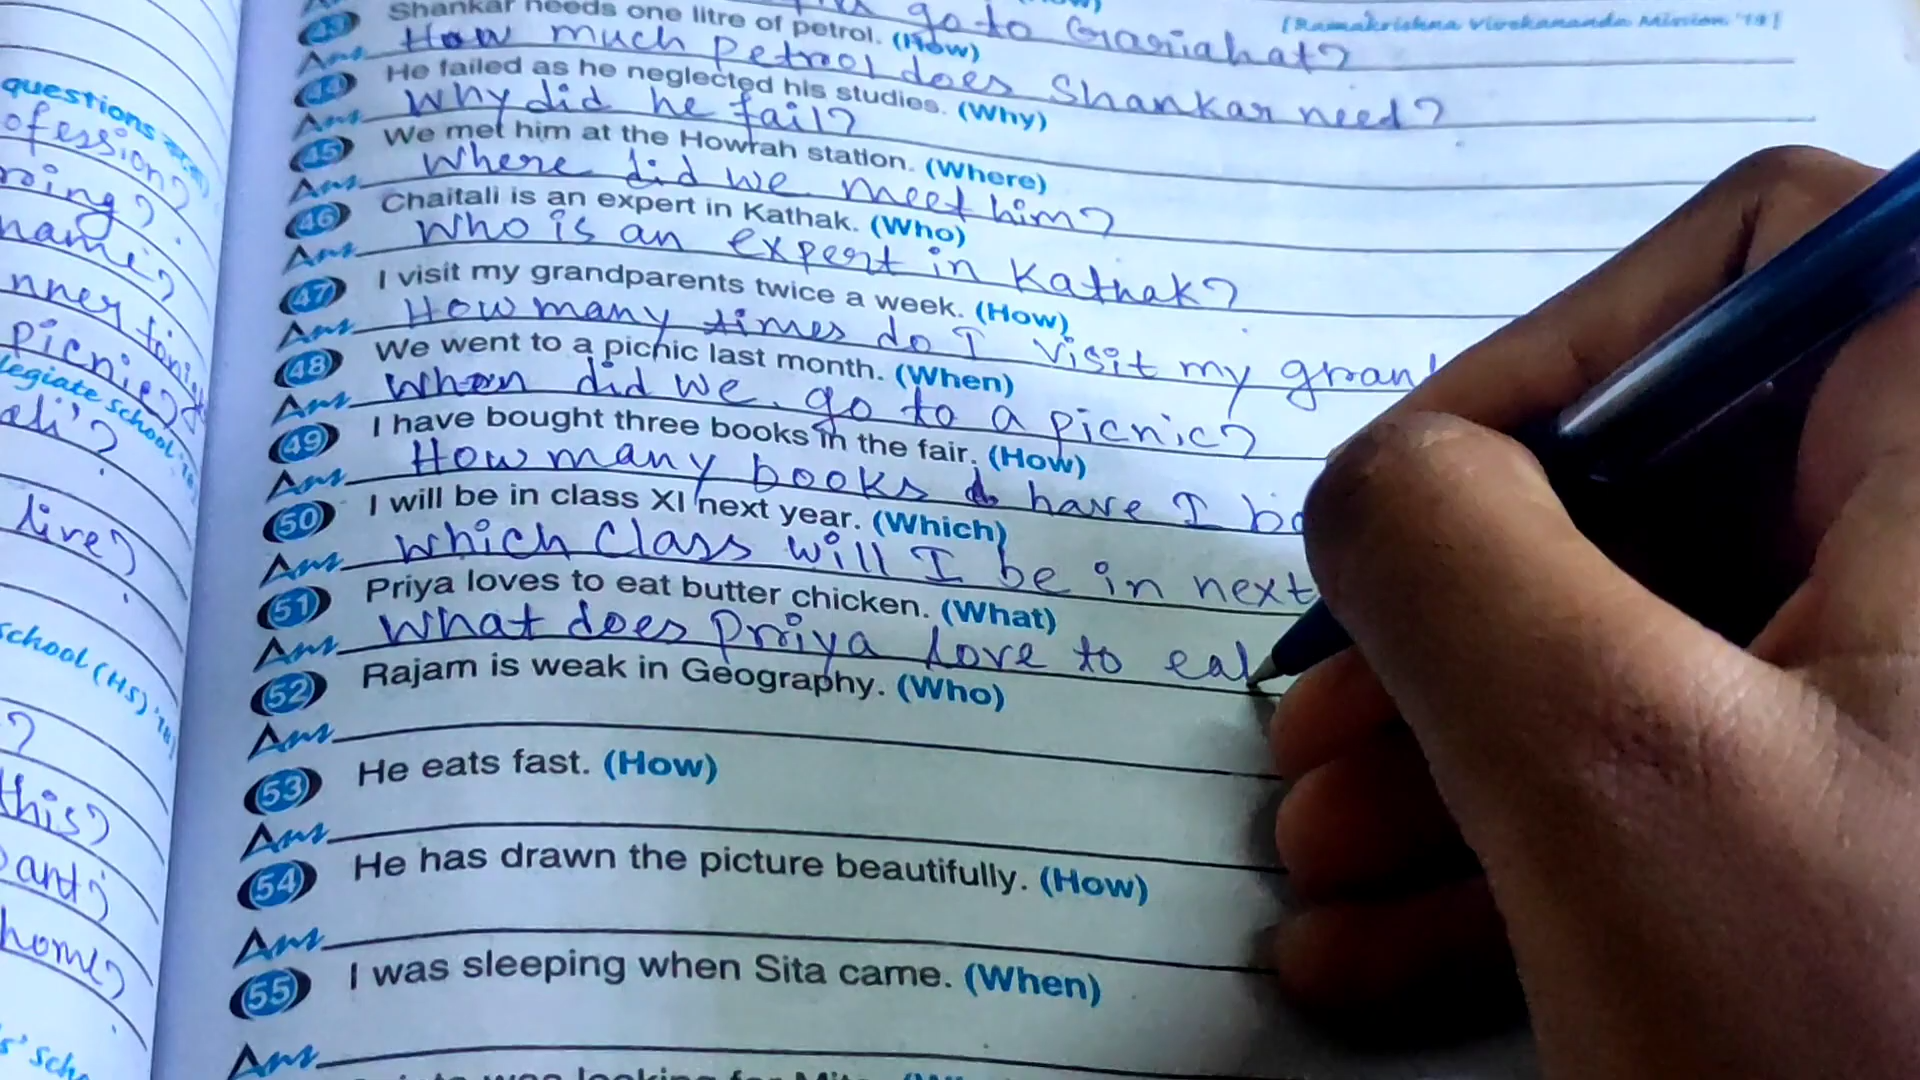 go to Gariahat?
[Ramakrishna Vivekananda Mission '19]
43 Shankar needs one litre of petrol. (How)
Ans How much petrol does Shankar need?
44 He failed as he neglected his studies. (Why)
Ans Why did he fail?
45 We met him at the Howrah station. (Where)
Ans Where did we meet him?
46 Chaitali is an expert in Kathak. (Who)
Ans Who is an expert in Kathak?
47 I visit my grandparents twice a week. (How)
Ans How many times do I visit my gran
48 We went to a picnic last month. (When)
Ans When did we go to a picnic?
49 I have bought three books in the fair. (How)
Ans How many books have I bo
50 I will be in class XI next year. (Which)
Ans Which class will I be in next
51 Priya loves to eat butter chicken. (What)
Ans What does Priya love to eat
52 Rajam is weak in Geography. (Who)
Ans
53 He eats fast. (How)
Ans
54 He has drawn the picture beautifully. (How)
Ans
55 I was sleeping when Sita came. (When)
Ans
questions
ofession?
name?
nner
picnic?
legiate School
live?
School (HS) '18]
?
this?
home?